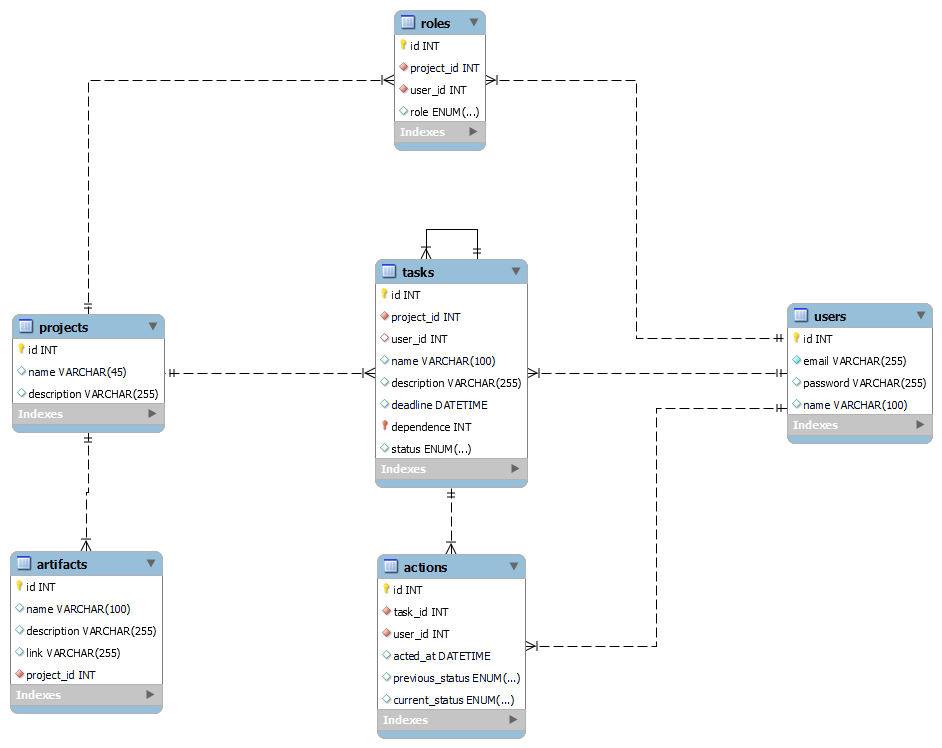 roles
id INT
project_id INT
user_id INT
role ENUM(...)
Indexes
tasks
id INT
project_id INT
user_id INT
name VARCHAR(100)
description VARCHAR(255)
deadline DATETIME
dependence INT
status ENUM(...)
Indexes
projects
id INT
name VARCHAR(45)
description VARCHAR(255)
Indexes
users
id INT
email VARCHAR(255)
password VARCHAR(255)
name VARCHAR(100)
Indexes
artifacts
id INT
name VARCHAR(100)
description VARCHAR(255)
link VARCHAR(255)
project_id INT
Indexes
actions
id INT
task_id INT
user_id INT
acted_at DATETIME
previous_status ENUM(...)
current_status ENUM(...)
Indexes